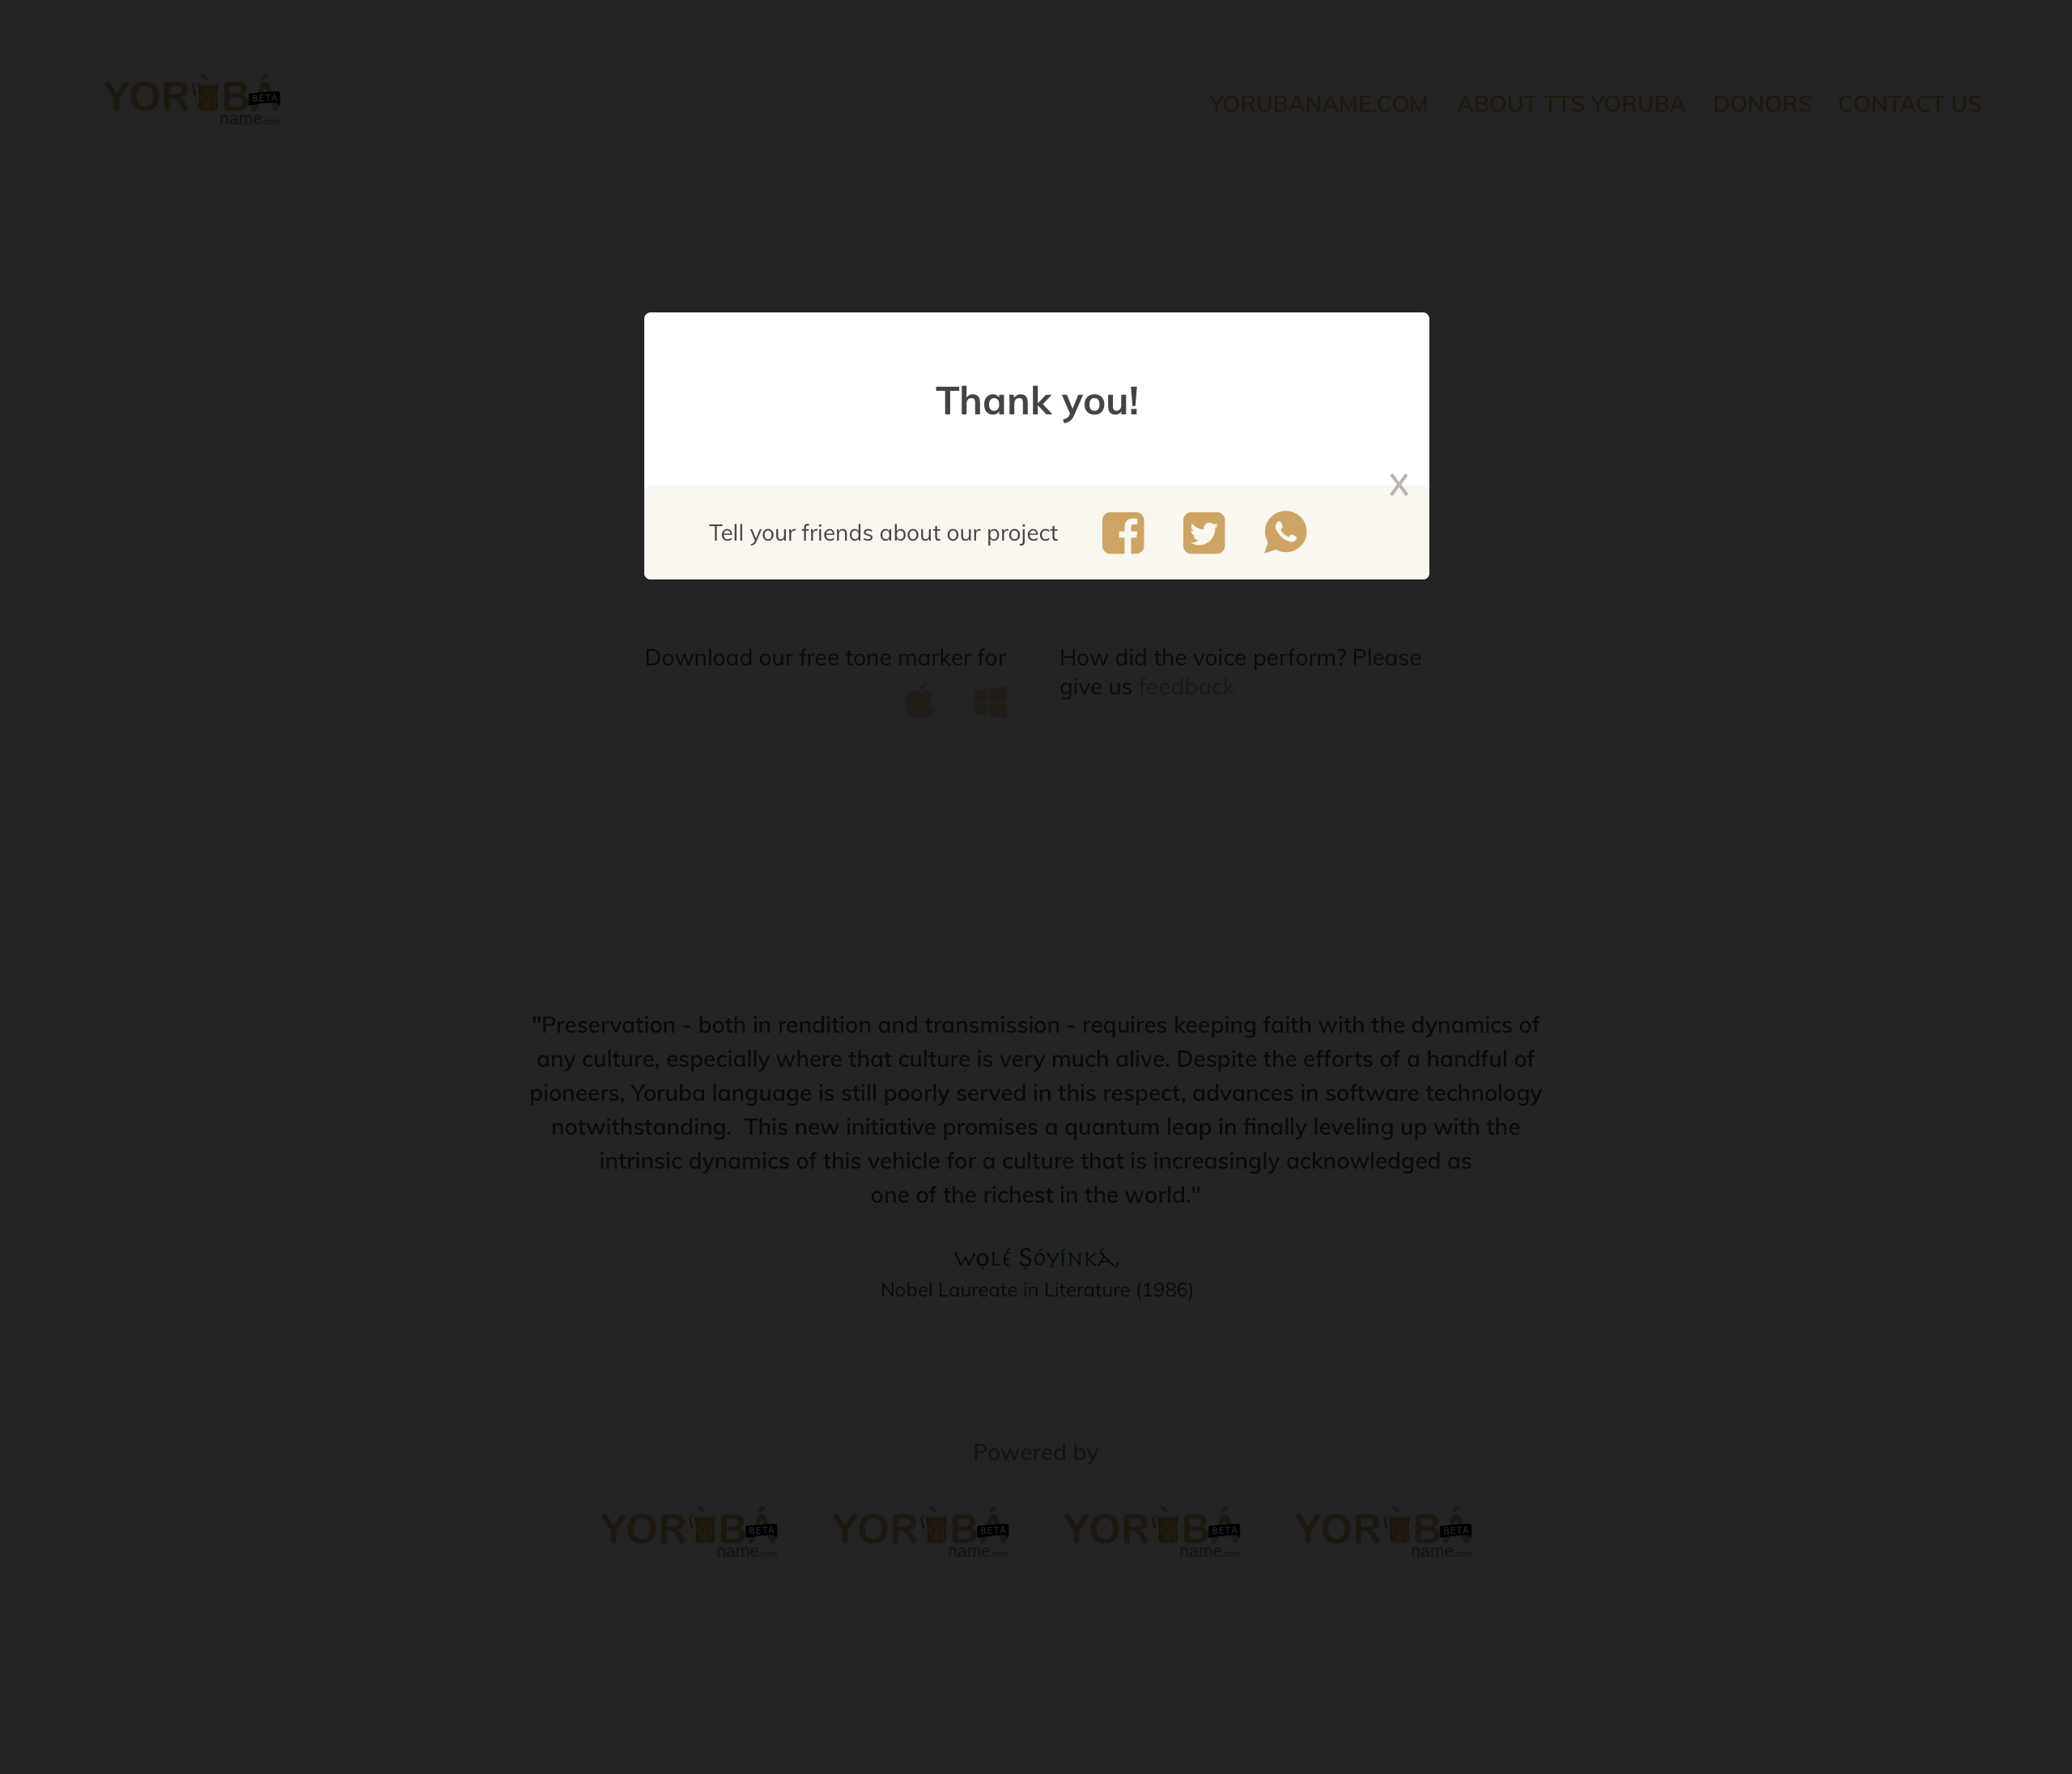 YORÙBÁ
BETA
name.com
YORUBANAME.COM ABOUT TTS YORUBA DONORS CONTACT US
Thank you!
X
Tell your friends about our project
Download our free tone marker for
How did the voice perform? Please
give us feedback
"Preservation - both in rendition and transmission - requires keeping faith with the dynamics of
any culture, especially where that culture is very much alive. Despite the efforts of a handful of
pioneers, Yoruba language is still poorly served in this respect, advances in software technology
notwithstanding.  This new initiative promises a quantum leap in finally leveling up with the
intrinsic dynamics of this vehicle for a culture that is increasingly acknowledged as
one of the richest in the world."
WỌLÉ ṢÓYÍNKÁ,
Nobel Laureate in Literature (1986)
Powered by
YORÙBÁ YORÙBÁ YORÙBÁ YORÙBÁ
BETA BETA BETA BETA
name.com name.com name.com name.com